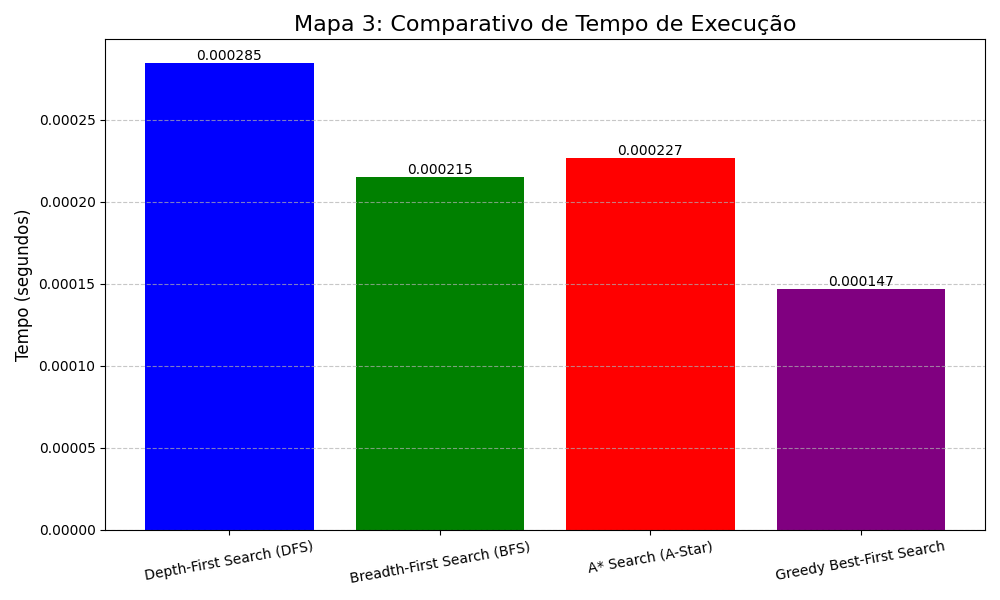 Mapa 3: Comparativo de Tempo de Execução
Tempo (segundos)
0.00025
0.00020
0.00015
0.00010
0.00005
0.00000
0.000285
0.000215
0.000227
0.000147
Depth-First Search (DFS)
Breadth-First Search (BFS)
A* Search (A-Star)
Greedy Best-First Search